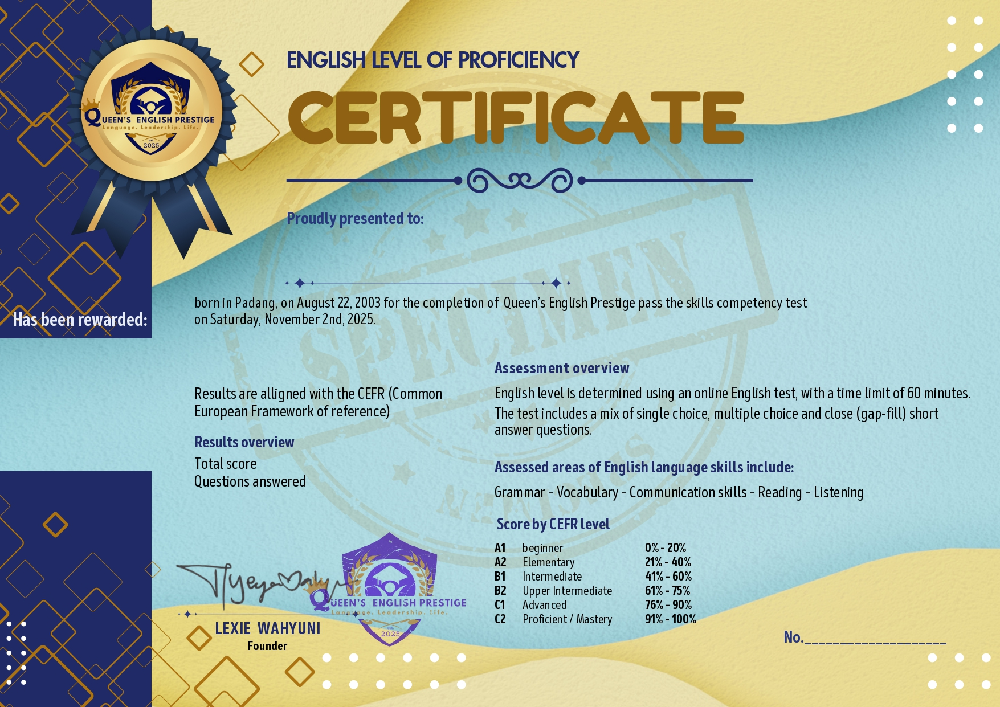 ENGLISH LEVEL OF PROFICIENCY
CERTIFICATE
QUEEN'S ENGLISH PRESTIGE
Language. Leadership. Life.
est.
2025
Proudly presented to:
Has been rewarded:
born in Padang, on August 22, 2003 for the completion of Queen's English Prestige pass the skills competency test
on Saturday, November 2nd, 2025.
SPECIMEN
SPECIMEN
SPECIMEN
Results are alligned with the CEFR (Common
European Framework of reference)
Results overview
Total score
Questions answered
Assessment overview
English level is determined using an online English test, with a time limit of 60 minutes.
The test includes a mix of single choice, multiple choice and close (gap-fill) short
answer questions.
Assessed areas of English language skills include:
Grammar - Vocabulary - Communication skills - Reading - Listening
Score by CEFR level
A1 beginner 0% - 20%
A2 Elementary 21% - 40%
B1 Intermediate 41% - 60%
B2 Upper Intermediate 61% - 75%
C1 Advanced 76% - 90%
C2 Proficient / Mastery 91% - 100%
QUEEN'S ENGLISH PRESTIGE
Language. Leadership. Life.
est.
2025
LEXIE WAHYUNI
Founder
No.____________________